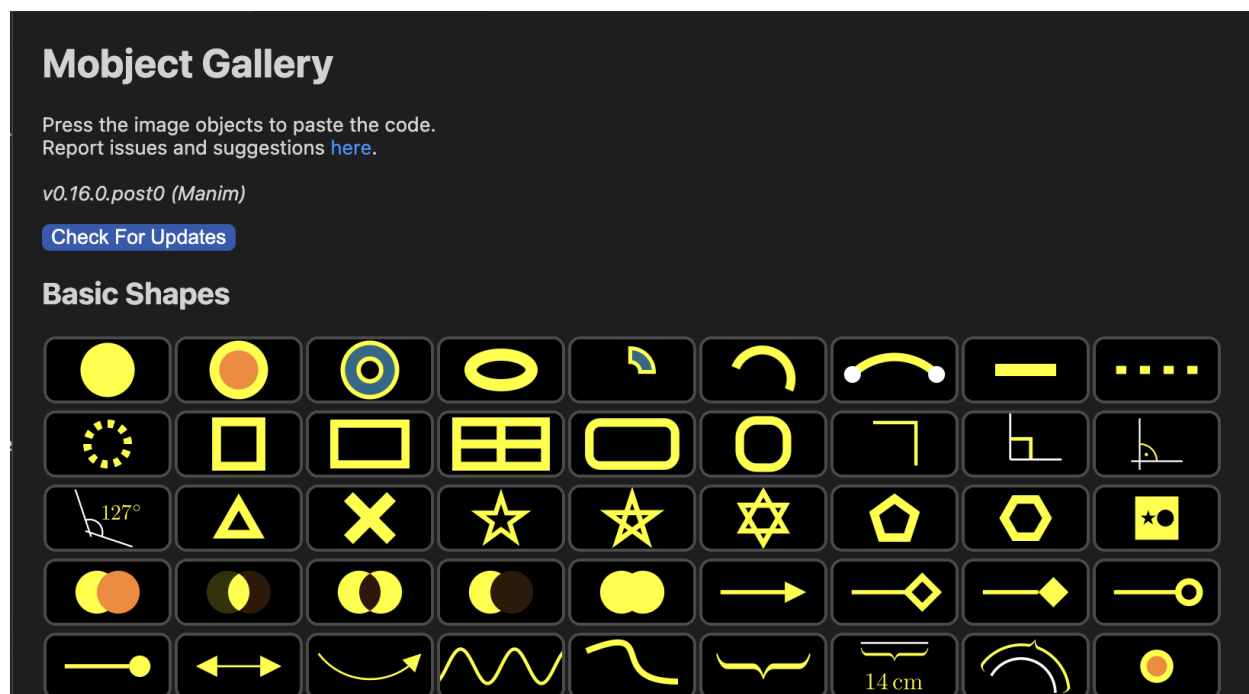 Mobject Gallery
Press the image objects to paste the code.
Report issues and suggestions here.
v0.16.0.post0 (Manim)
Check For Updates
Basic Shapes
127°
14 cm